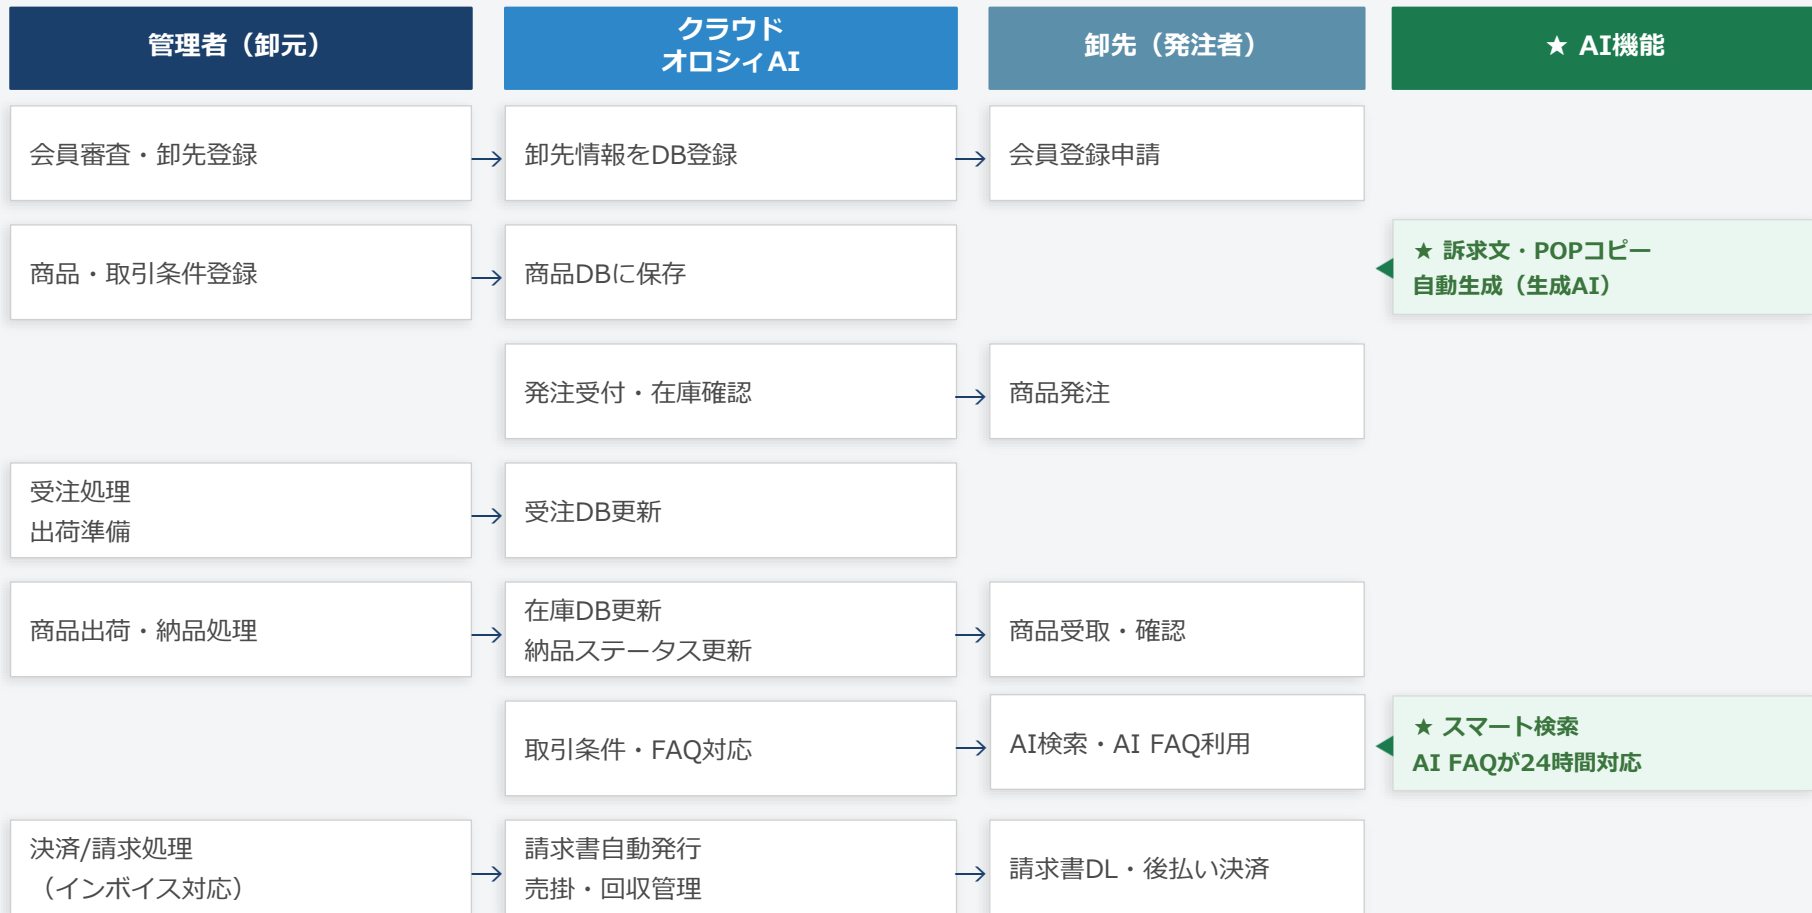 管理者（卸元）
クラウド
オロシィAI
卸先（発注者）
★ AI機能
会員審査・卸先登録
卸先情報をDB登録
会員登録申請
商品・取引条件登録
商品DBに保存
★ 訴求文・POPコピー
自動生成（生成AI）
発注受付・在庫確認
商品発注
受注処理
出荷準備
受注DB更新
商品出荷・納品処理
在庫DB更新
納品ステータス更新
商品受取・確認
取引条件・FAQ対応
AI検索・AI FAQ利用
★ スマート検索
AI FAQが24時間対応
決済/請求処理
（インボイス対応）
請求書自動発行
売掛・回収管理
請求書DL・後払い決済